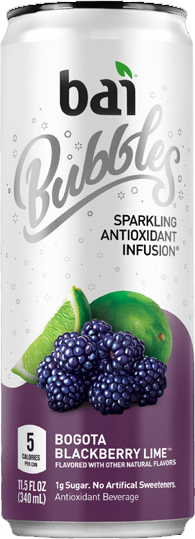 bai
Bubbles
SPARKLING
ANTIOXIDANT
INFUSION®
5
CALORIES
PER CAN
BOGOTA
BLACKBERRY LIME™
FLAVORED WITH OTHER NATURAL FLAVORS
11.5 FL OZ
(340 mL)
1g Sugar. No Artifical Sweeteners.
Antioxidant Beverage